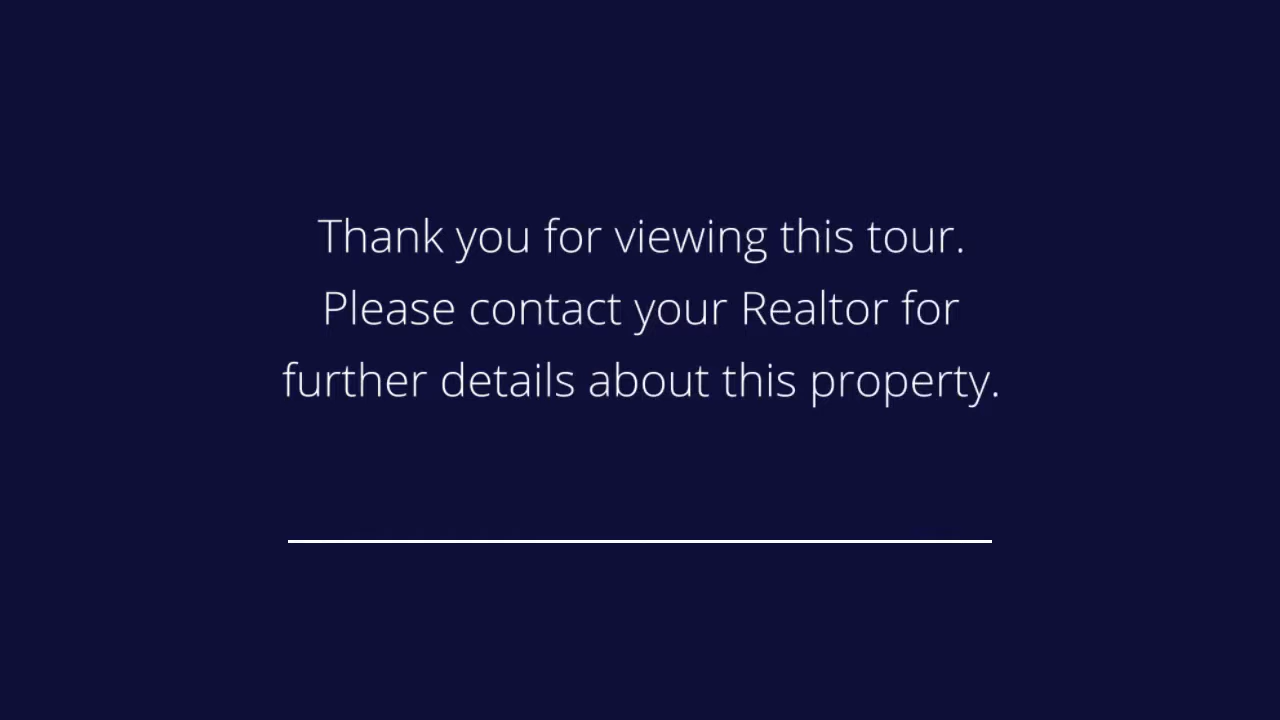 Thank you for viewing this tour.
Please contact your Realtor for
further details about this property.